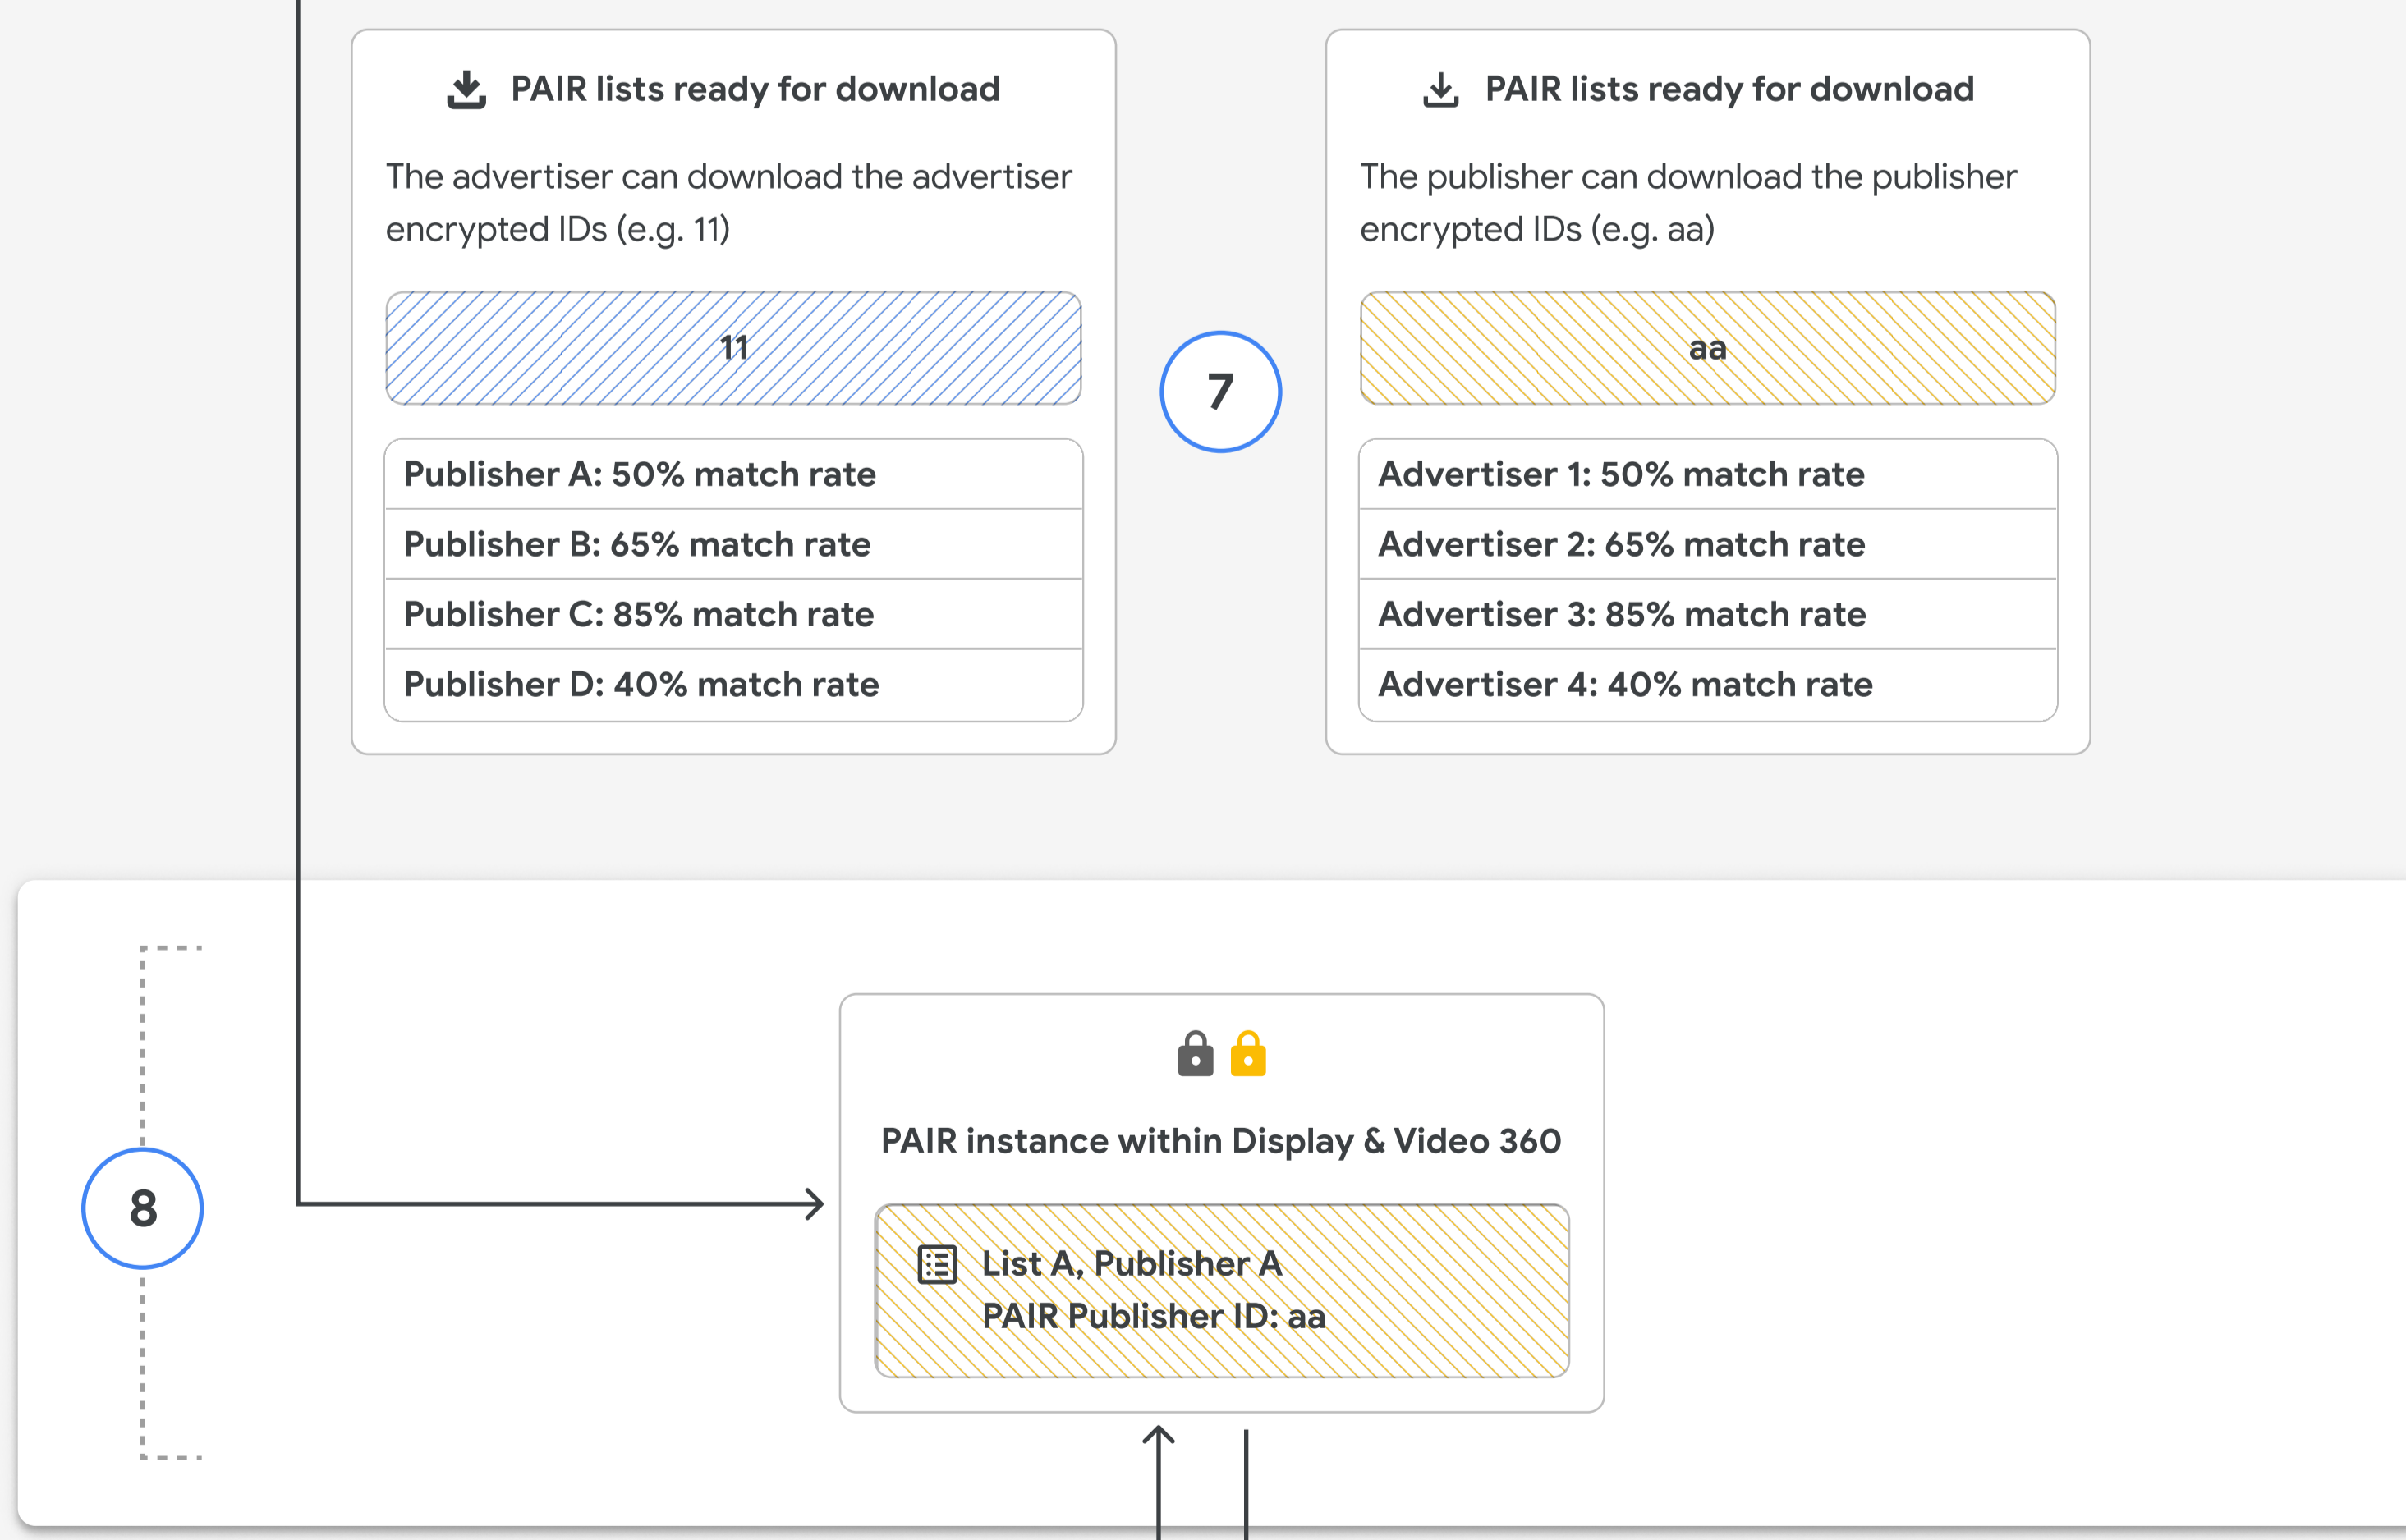 PAIR lists ready for download
The advertiser can download the advertiser
encrypted IDs (e.g. 11)
11
Publisher A: 50% match rate
Publisher B: 65% match rate
Publisher C: 85% match rate
Publisher D: 40% match rate
7
PAIR lists ready for download
The publisher can download the publisher
encrypted IDs (e.g. aa)
aa
Advertiser 1: 50% match rate
Advertiser 2: 65% match rate
Advertiser 3: 85% match rate
Advertiser 4: 40% match rate
8
PAIR instance within Display & Video 360
List A, Publisher A
PAIR Publisher ID: aa